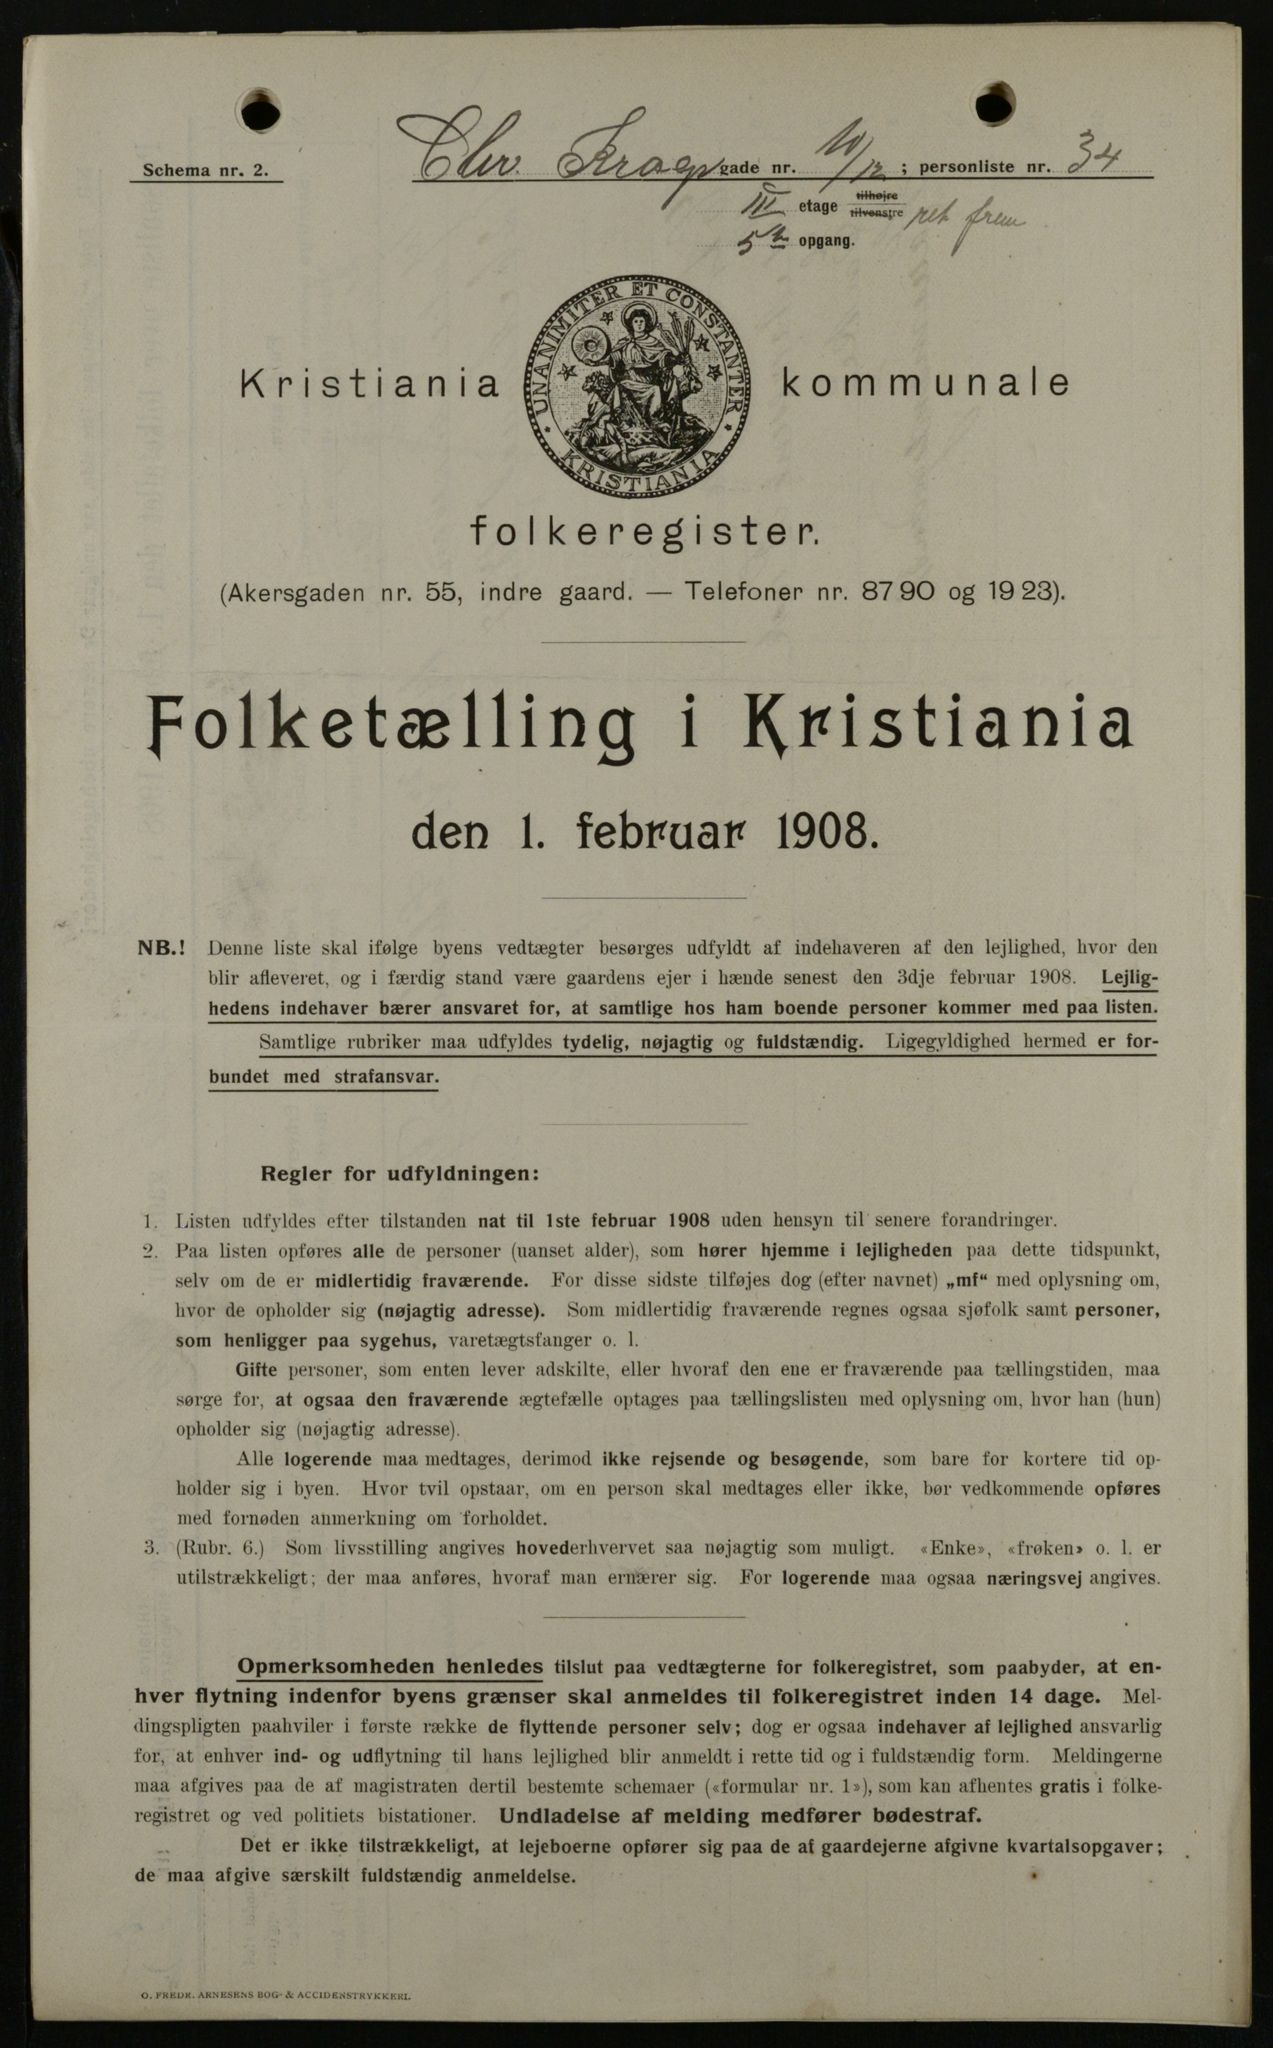 Schema nr. 2.
Chr. Krogsgade nr. 10/12; personliste nr. 34
III etage tilhøjre tilvenstre ret frem
5te opgang.
UNANIMITER ET CONSTANTER
KRISTIANIA
Kristiania kommunale
folkeregister.
(Akersgaden nr. 55, indre gaard. — Telefoner nr. 8790 og 1923).
Folketælling i Kristiania
den 1. februar 1908.
NB.! Denne liste skal ifølge byens vedtægter besørges udfyldt af indehaveren af den lejlighed, hvor den
blir afleveret, og i færdig stand være gaardens ejer i hænde senest den 3dje februar 1908. Lejlig-
hedens indehaver bærer ansvaret for, at samtlige hos ham boende personer kommer med paa listen.
Samtlige rubriker maa udfyldes tydelig, nøjagtig og fuldstændig. Ligegyldighed hermed er for-
bundet med strafansvar.
Regler for udfyldningen:
1. Listen udfyldes efter tilstanden nat til 1ste februar 1908 uden hensyn til senere forandringer.
2. Paa listen opføres alle de personer (uanset alder), som hører hjemme i lejligheden paa dette tidspunkt,
selv om de er midlertidig fraværende. For disse sidste tilføjes dog (efter navnet) „mf“ med oplysning om,
hvor de opholder sig (nøjagtig adresse). Som midlertidig fraværende regnes ogsaa sjøfolk samt personer,
som henligger paa sygehus, varetægtsfanger o. l.
Gifte personer, som enten lever adskilte, eller hvoraf den ene er fraværende paa tællingstiden, maa
sørge for, at ogsaa den fraværende ægtefælle optages paa tællingslisten med oplysning om, hvor han (hun)
opholder sig (nøjagtig adresse).
Alle logerende maa medtages, derimod ikke rejsende og besøgende, som bare for kortere tid op-
holder sig i byen. Hvor tvil opstaar, om en person skal medtages eller ikke, bør vedkommende opføres
med fornøden anmerkning om forholdet.
3. (Rubr. 6.) Som livsstilling angives hovederhvervet saa nøjagtig som muligt. «Enke», «frøken» o. l. er
utilstrækkeligt; der maa anføres, hvoraf man ernærer sig. For logerende maa ogsaa næringsvej angives.
Opmerksomheden henledes tilslut paa vedtægterne for folkeregistret, som paabyder, at en-
hver flytning indenfor byens grænser skal anmeldes til folkeregistret inden 14 dage. Mel-
dingspligten paahviler i første række de flyttende personer selv; dog er ogsaa indehaver af lejlighed ansvarlig
for, at enhver ind- og udflytning til hans lejlighed blir anmeldt i rette tid og i fuldstændig form. Meldingerne
maa afgives paa de af magistraten dertil bestemte schemaer («formular nr. 1»), som kan afhentes gratis i folke-
registret og ved politiets bistationer. Undladelse af melding medfører bødestraf.
Det er ikke tilstrækkeligt, at lejeboerne opfører sig paa de af gaardejerne afgivne kvartalsopgaver;
de maa afgive særskilt fuldstændig anmeldelse.
O. FREDR. ARNESENS BOG- & ACCIDENSTRYKKERI.